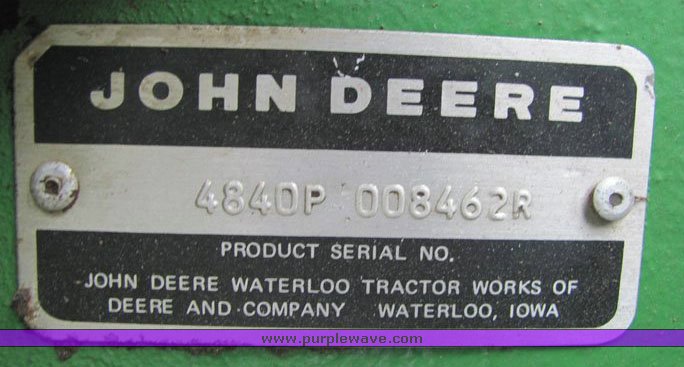 JOHN DEERE
4840P 008462R
PRODUCT SERIAL NO.
JOHN DEERE WATERLOO TRACTOR WORKS OF
DEERE AND COMPANY WATERLOO, IOWA
www.purplewave.com